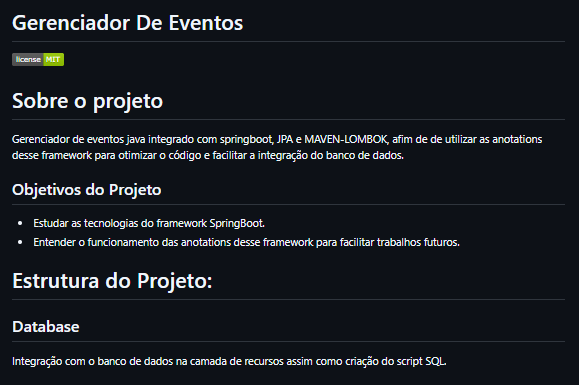 Gerenciador De Eventos
license MIT
Sobre o projeto
Gerenciador de eventos java integrado com springboot, JPA e MAVEN-LOMBOK, afim de de utilizar as anotations
desse framework para otimizar o código e facilitar a integração do banco de dados.
Objetivos do Projeto
• Estudar as tecnologias do framework SpringBoot.
• Entender o funcionamento das anotations desse framework para facilitar trabalhos futuros.
Estrutura do Projeto:
Database
Integração com o banco de dados na camada de recursos assim como criação do script SQL.